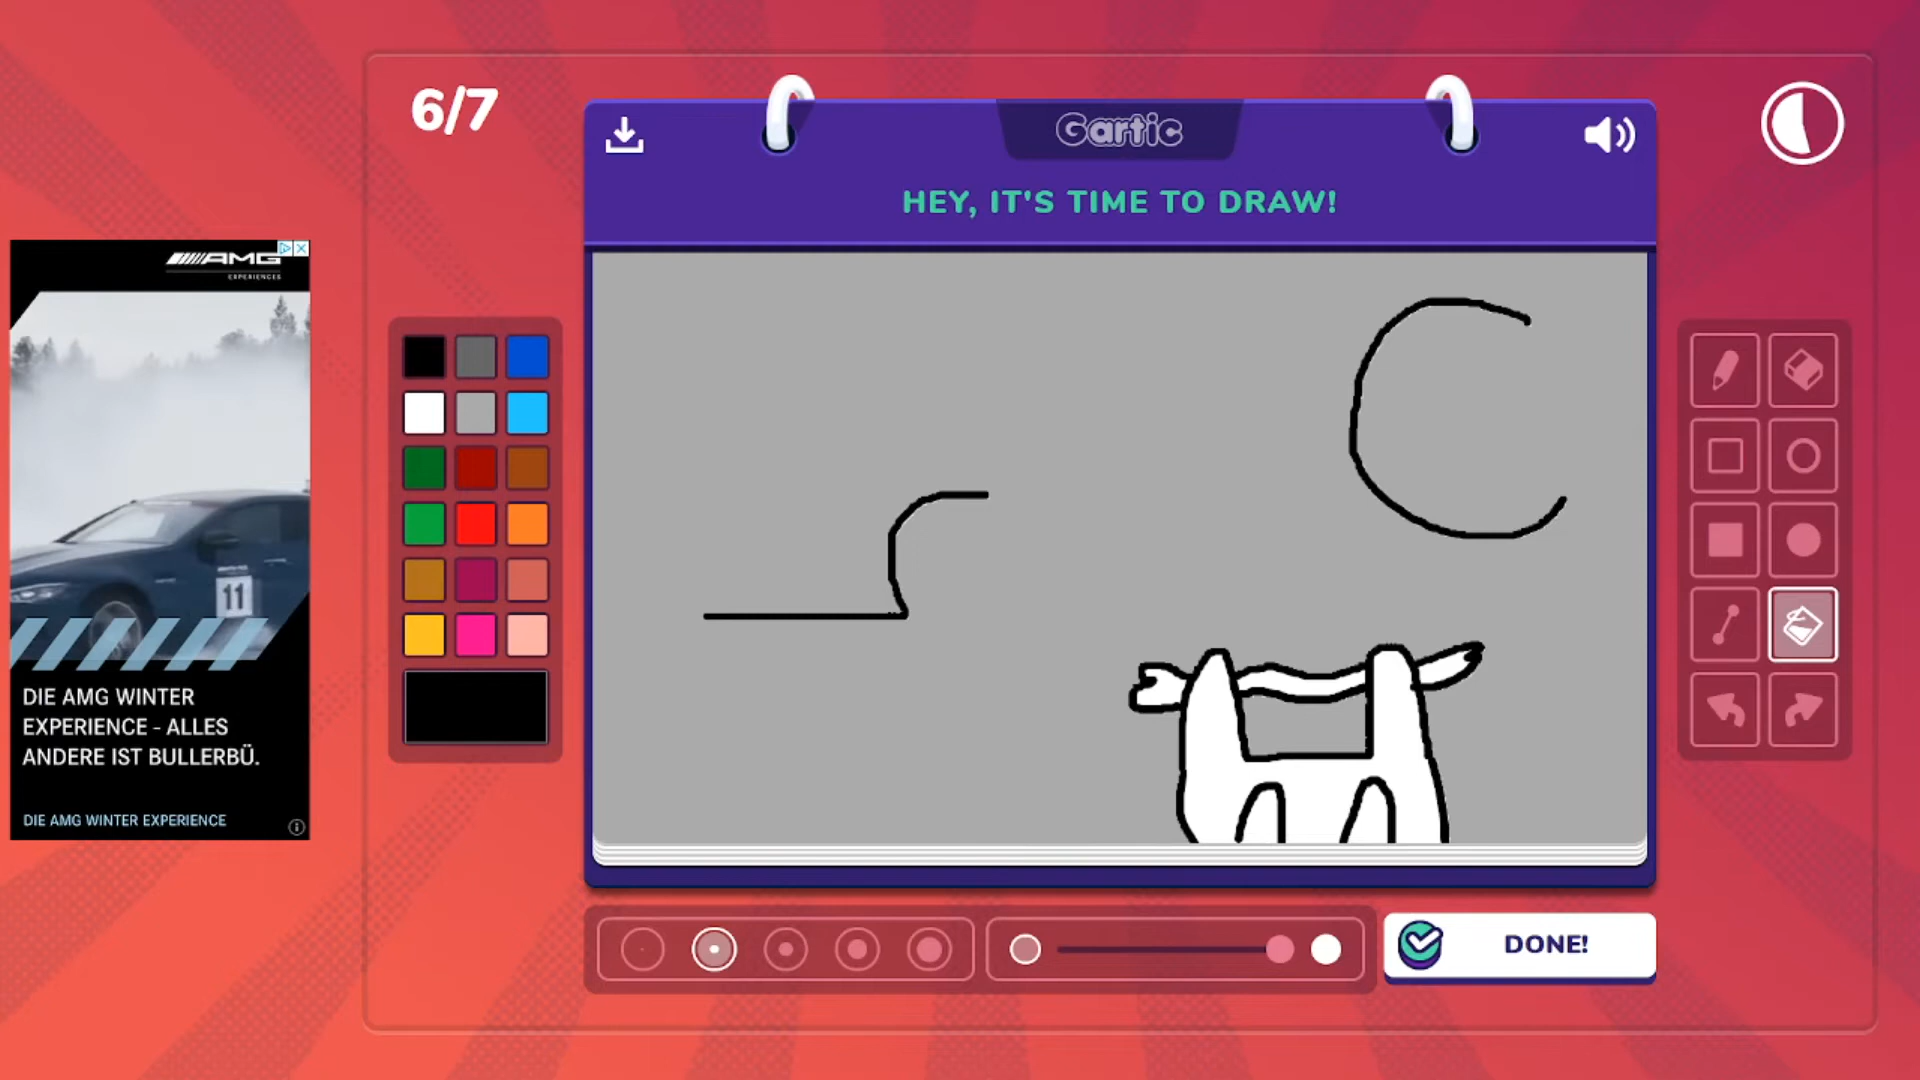 6/7
Gartic
HEY, IT'S TIME TO DRAW!
AMG
EXPERIENCES
11
DIE AMG WINTER
EXPERIENCE - ALLES
ANDERE IST BULLERBÜ.
DIE AMG WINTER EXPERIENCE
DONE!